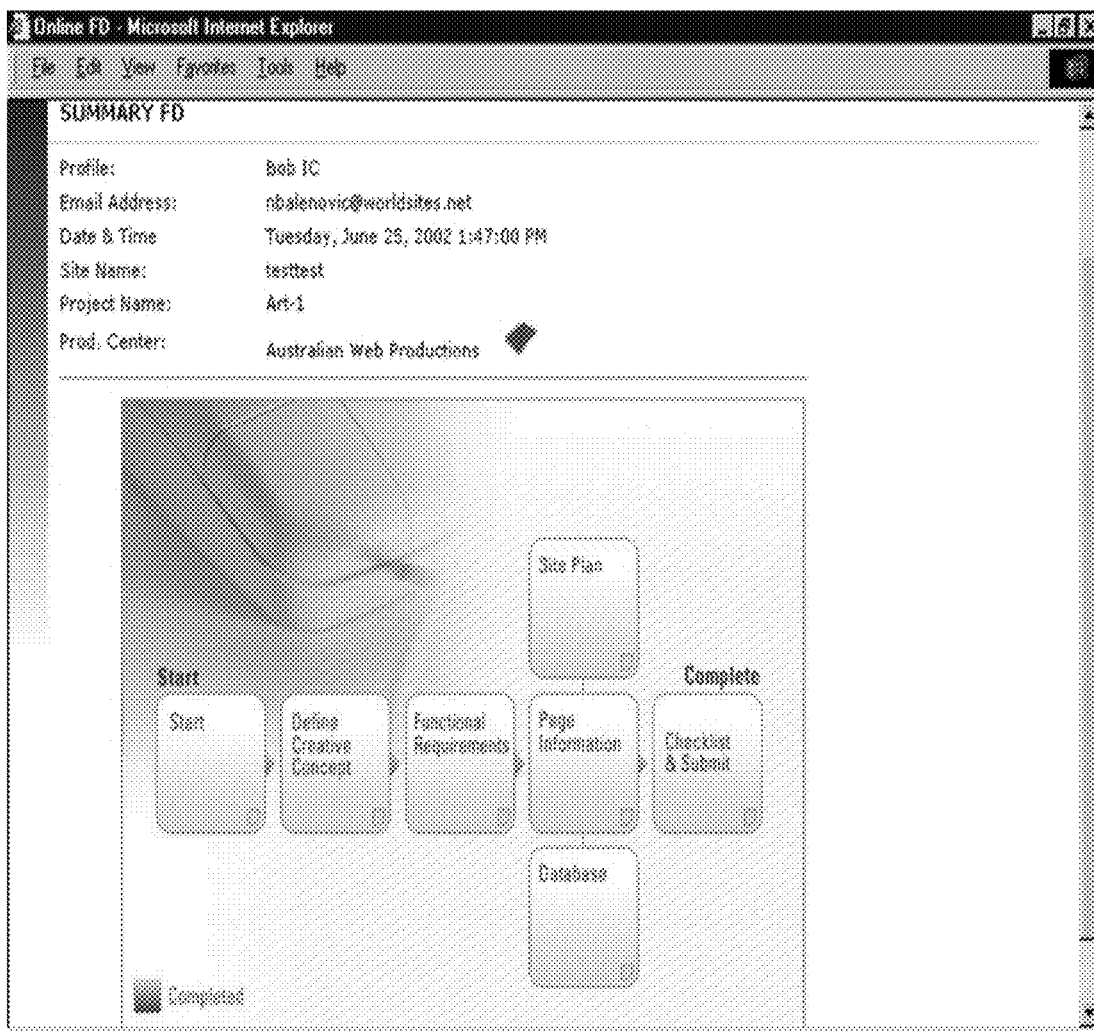 Online FD - Microsoft Internet Explorer
File Edit View Favorites Tools Help
SUMMARY FD
Profile: Bob IC
Email Address: nbalenovic@worldsites.net
Date & Time Tuesday, June 25, 2002 1:47:00 PM
Site Name: testtest
Project Name: Art-1
Prod. Center: Australian Web Productions
Site Plan
Start
Complete
Start
Define
Creative
Concept
Functional
Requirements
Page
Information
Checklist
& Submit
Database
Completed